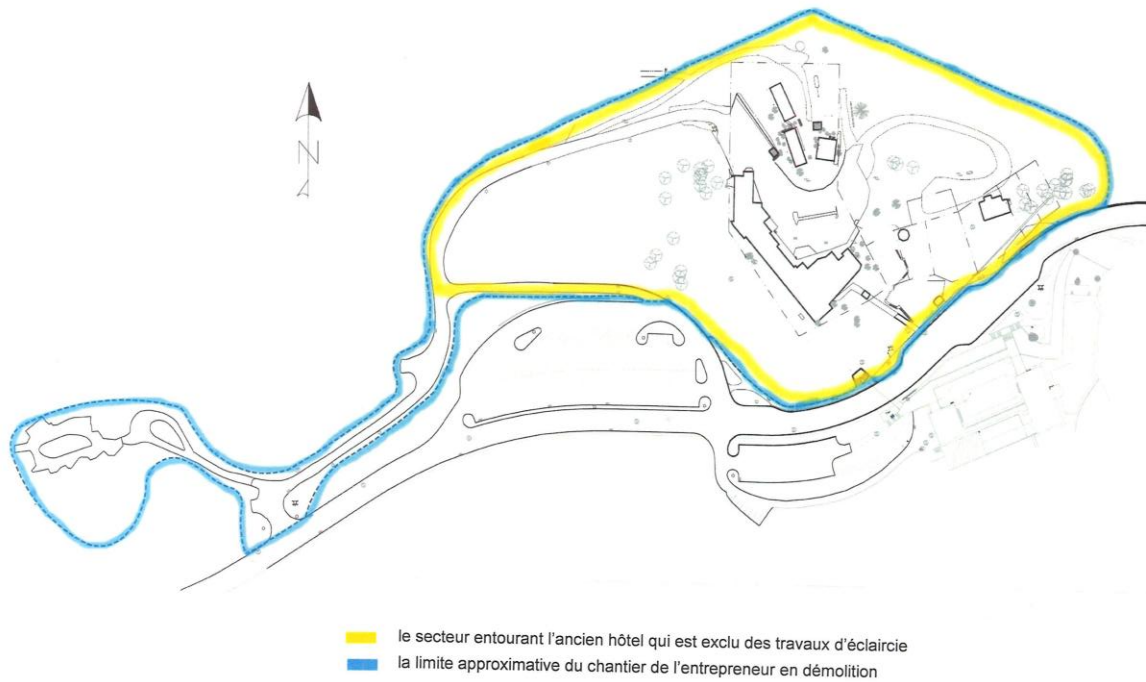 N
le secteur entourant l'ancien hôtel qui est exclu des travaux d'éclaircie
la limite approximative du chantier de l'entrepreneur en démolition